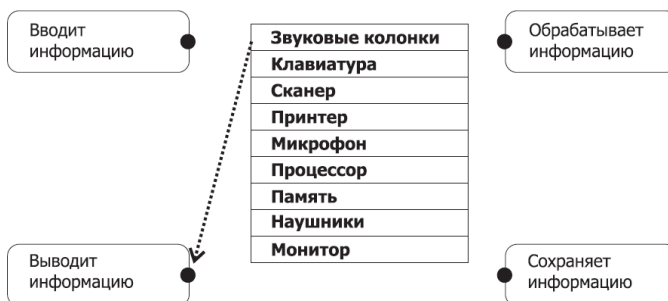 Вводит
информацию
Звуковые колонки
Клавиатура
Сканер
Принтер
Микрофон
Процессор
Память
Наушники
Монитор
Обрабатывает
информацию
Выводит
информацию
Сохраняет
информацию